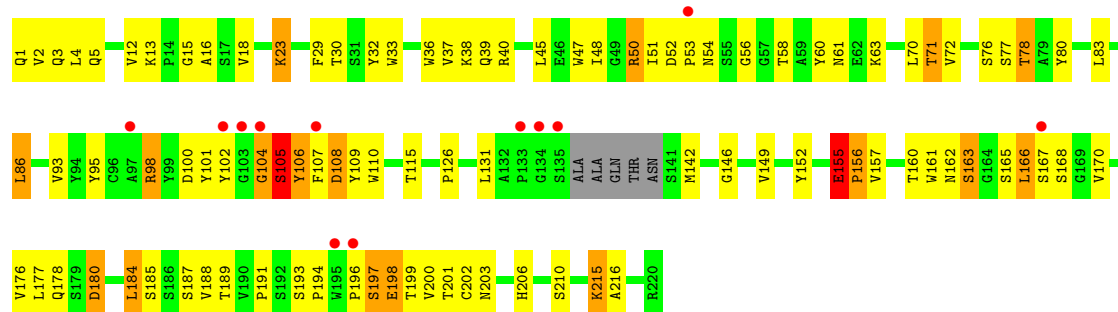 Q1 V2 Q3 L4 Q5 V12 K13 P14 G15 A16 S17 V18 K23 F29 T30 S31 Y32 W33 W36 V37 K38 Q39 R40 L45 E46 W47 I48 G49 R50 I51 D52 P53 N54 S55 G56 G57 T58 A59 Y60 N61 E62 K63 L70 T71 V72 S76 S77 T78 A79 Y80 L83
L86 V93 Y94 Y95 C96 A97 R98 Y99 D100 Y101 Y102 G103 G104 S105 Y106 F107 D108 Y109 W110 T115 P126 L131 A132 P133 G134 S135 ALA ALA GLN THR ASN S141 M142 G146 V149 Y152 E155 P156 V157 T160 W161 N162 S163 G164 S165 L166 S167 S168 G169 V170
V176 L177 Q178 S179 D180 L184 S185 S186 S187 V188 T189 V190 P191 S192 S193 P194 W195 P196 S197 E198 T199 V200 T201 C202 N203 H206 S210 K215 A216 R220